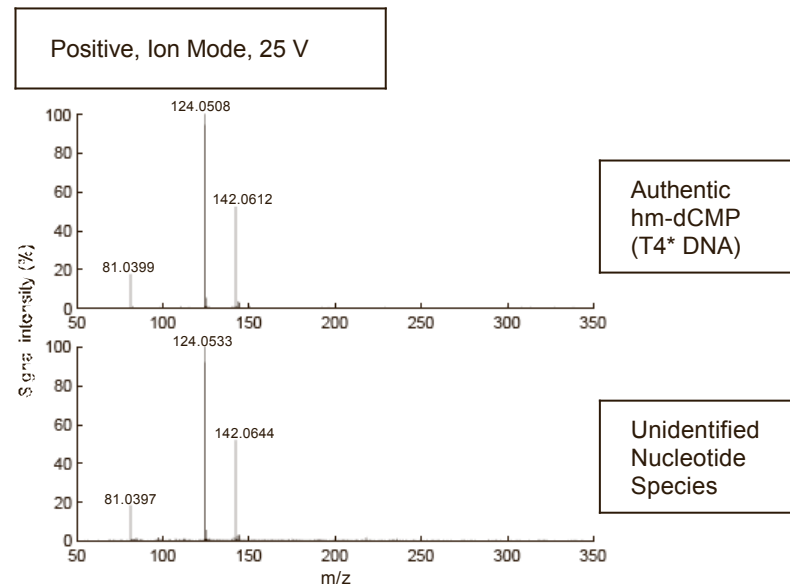 Positive, Ion Mode, 25 V
124.0508
100
80
142.0612
60
40
81.0399
20
0
50 100 150 200 250 300 350
Authentic
hm-dCMP
(T4* DNA)
Signal intensity (%)
124.0533
100
80
60
142.0644
40
81.0397
20
0
50 100 150 200 250 300 350
m/z
Unidentified
Nucleotide
Species